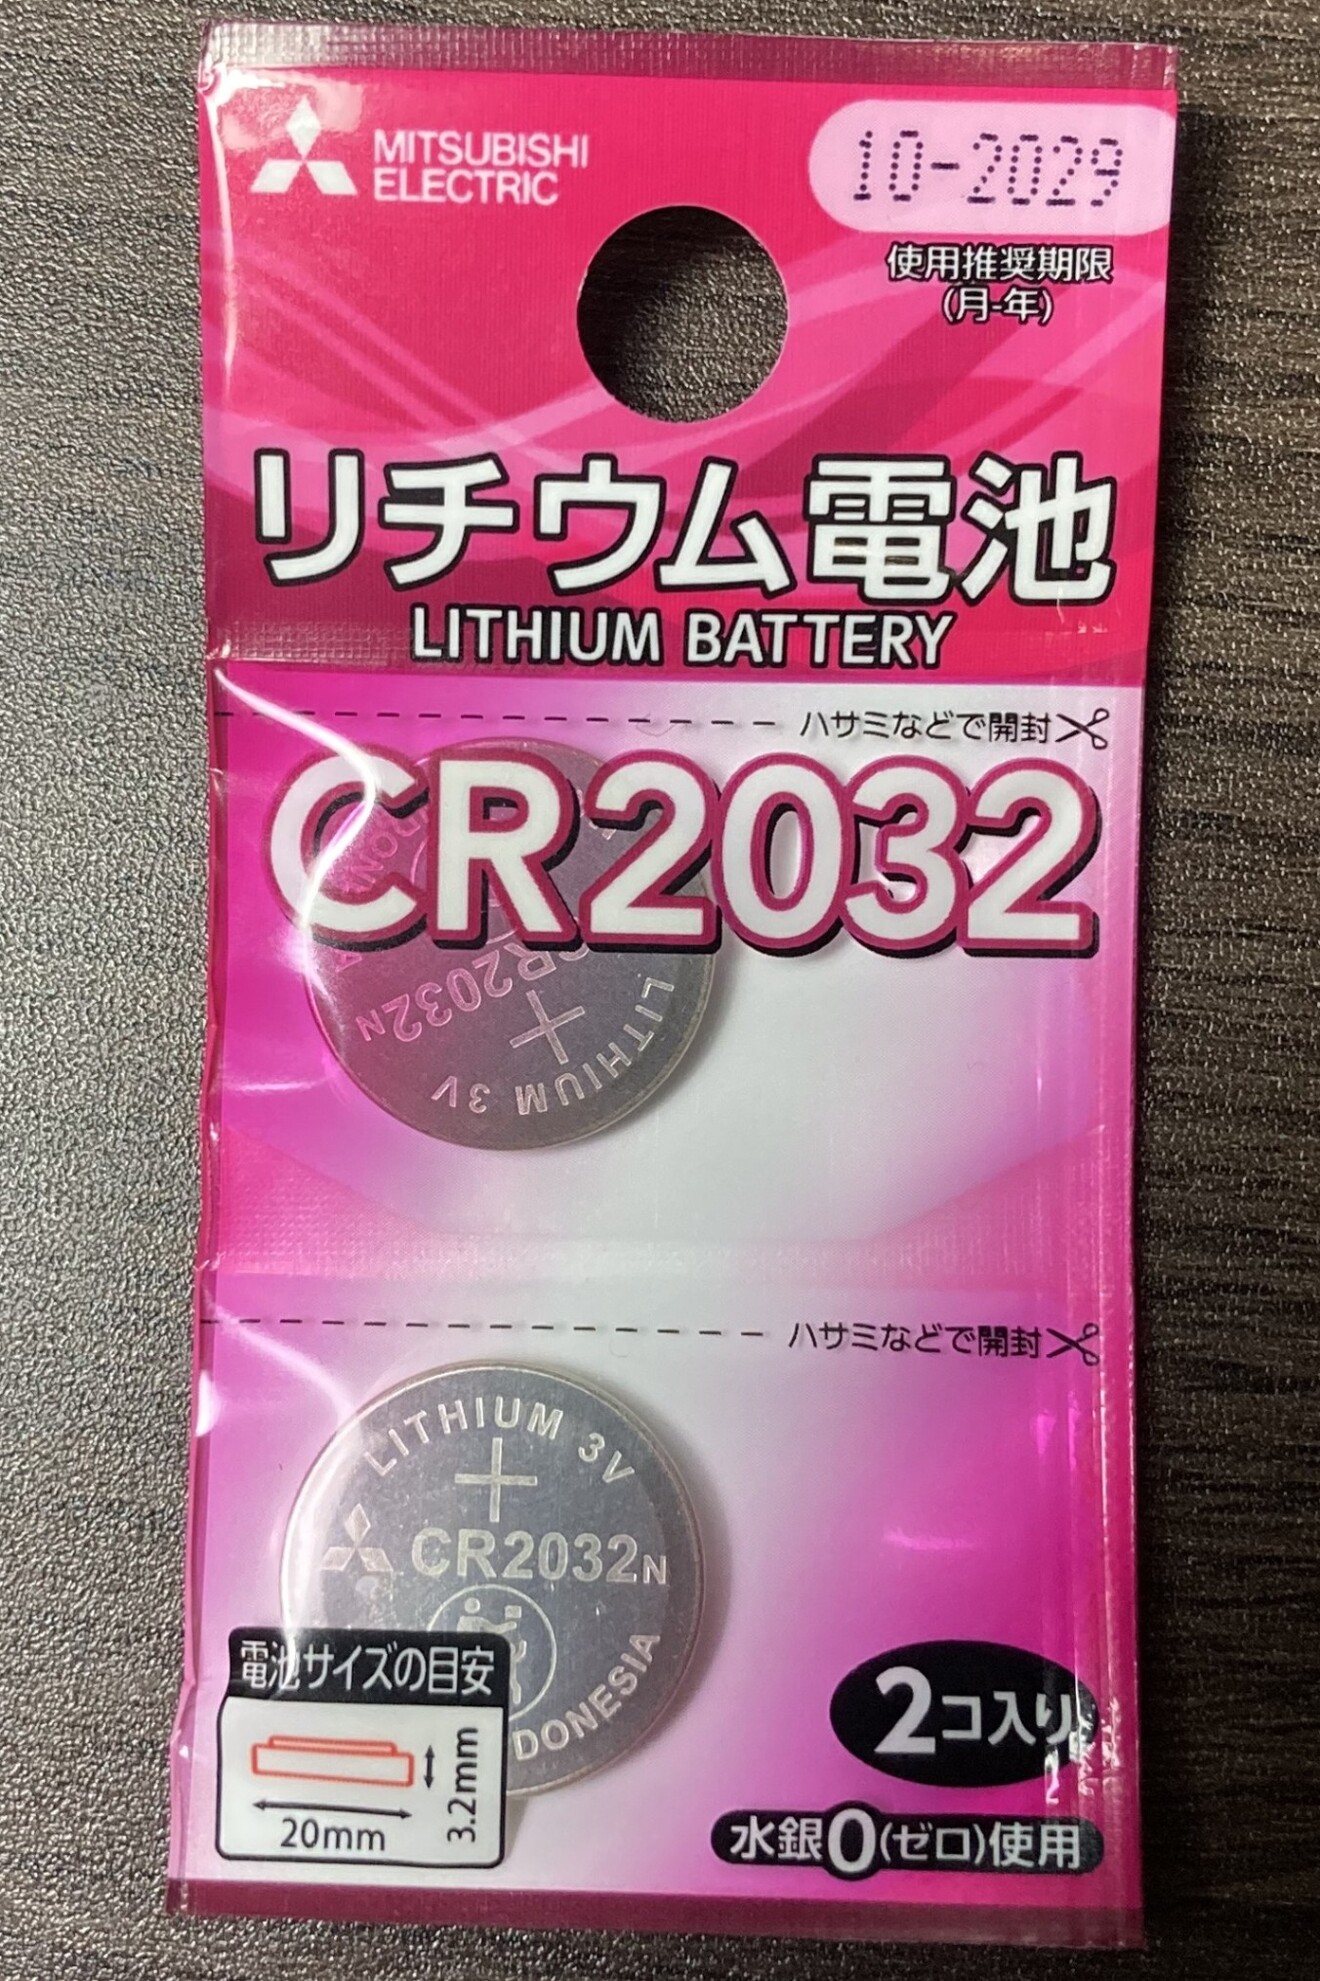 MITSUBISHI
ELECTRIC
10-2029
使用推奨期限
(月-年)
リチウム電池
LITHIUM BATTERY
ハサミなどで開封
CR2032
CR2032N
LITHIUM 3V
ハサミなどで開封
LITHIUM 3V
+
CR2032N
DONESIA
電池サイズの目安
3.2mm
20mm
2コ入り
水銀0(ゼロ)使用